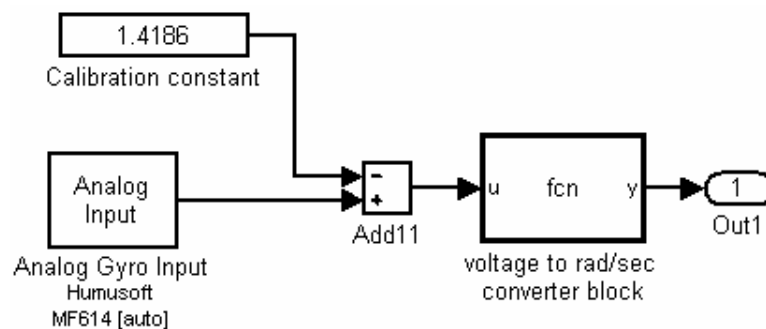 1.4186
Calibration constant
Analog
Input
Analog Gyro Input
Humusoft
MF614 [auto]
-
+
Add11
u
fcn
y
voltage to rad/sec
converter block
1
Out1